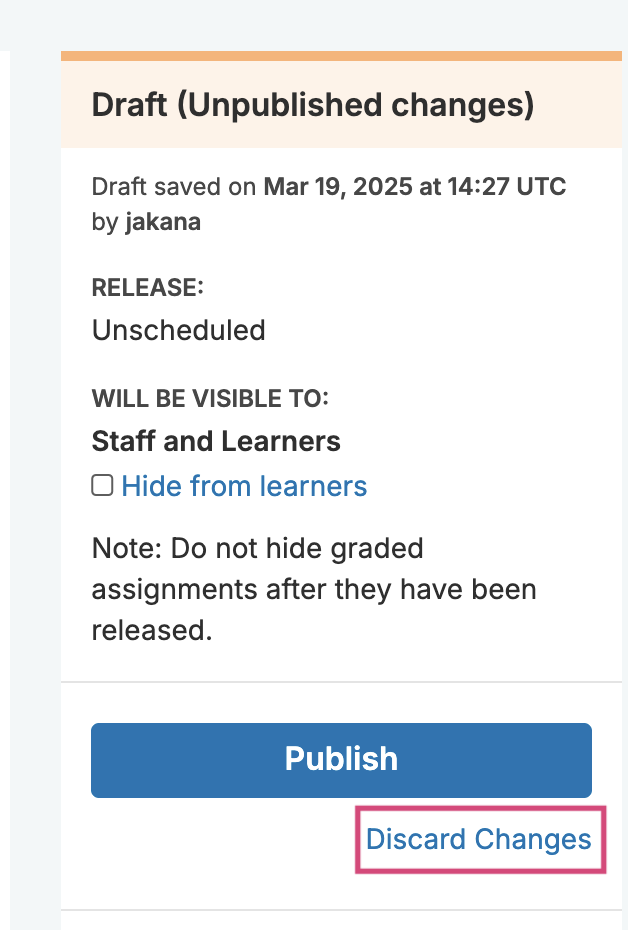 Draft (Unpublished changes)
Draft saved on Mar 19, 2025 at 14:27 UTC
by jakana
RELEASE:
Unscheduled
WILL BE VISIBLE TO:
Staff and Learners
Hide from learners
Note: Do not hide graded
assignments after they have been
released.
Publish
Discard Changes